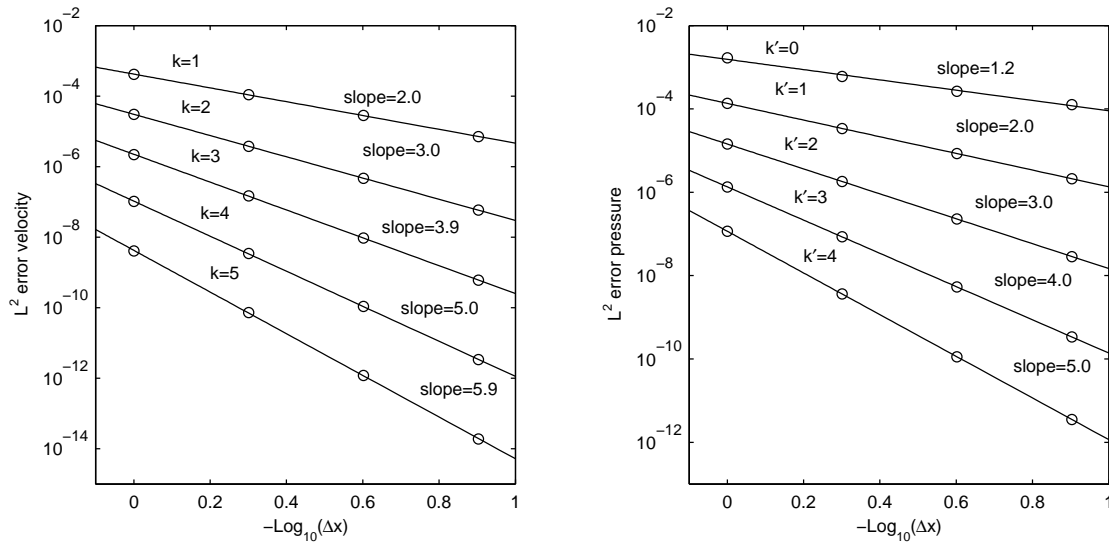 10^−2
10^−4
10^−6
10^−8
10^−10
10^−12
10^−14
L^2 error velocity
k=1
k=2
k=3
k=4
k=5
slope=2.0
slope=3.0
slope=3.9
slope=5.0
slope=5.9
0
0.2
0.4
0.6
0.8
1
−Log_10(Δx)
10^−2
10^−4
10^−6
10^−8
10^−10
10^−12
L^2 error pressure
k′=0
k′=1
k′=2
k′=3
k′=4
slope=1.2
slope=2.0
slope=3.0
slope=4.0
slope=5.0
0
0.2
0.4
0.6
0.8
1
−Log_10(Δx)